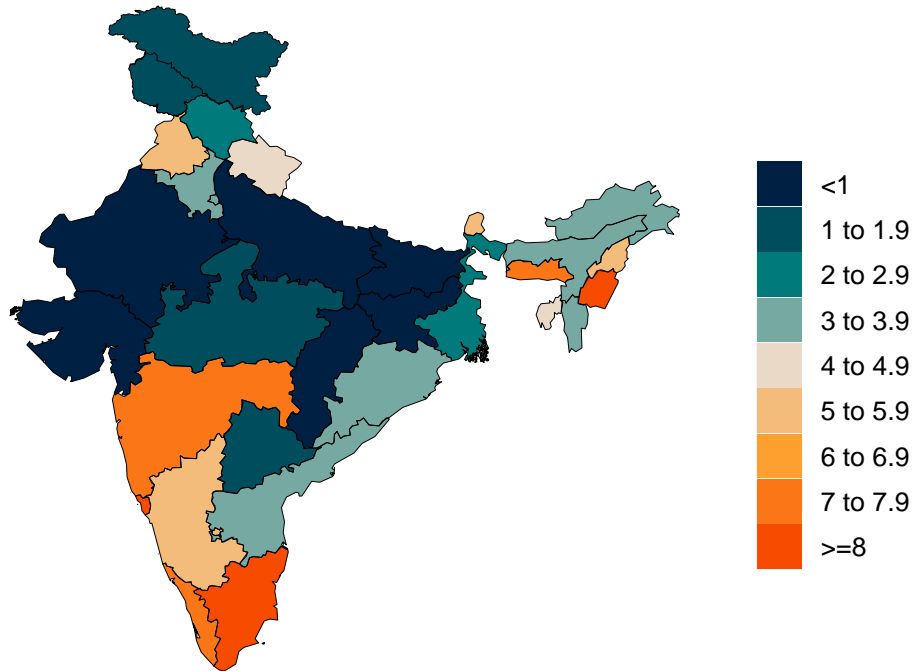 <1
1 to 1.9
2 to 2.9
3 to 3.9
4 to 4.9
5 to 5.9
6 to 6.9
7 to 7.9
>=8